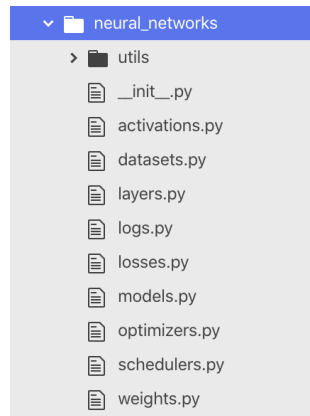 neural_networks
utils
__init__.py
activations.py
datasets.py
layers.py
logs.py
losses.py
models.py
optimizers.py
schedulers.py
weights.py